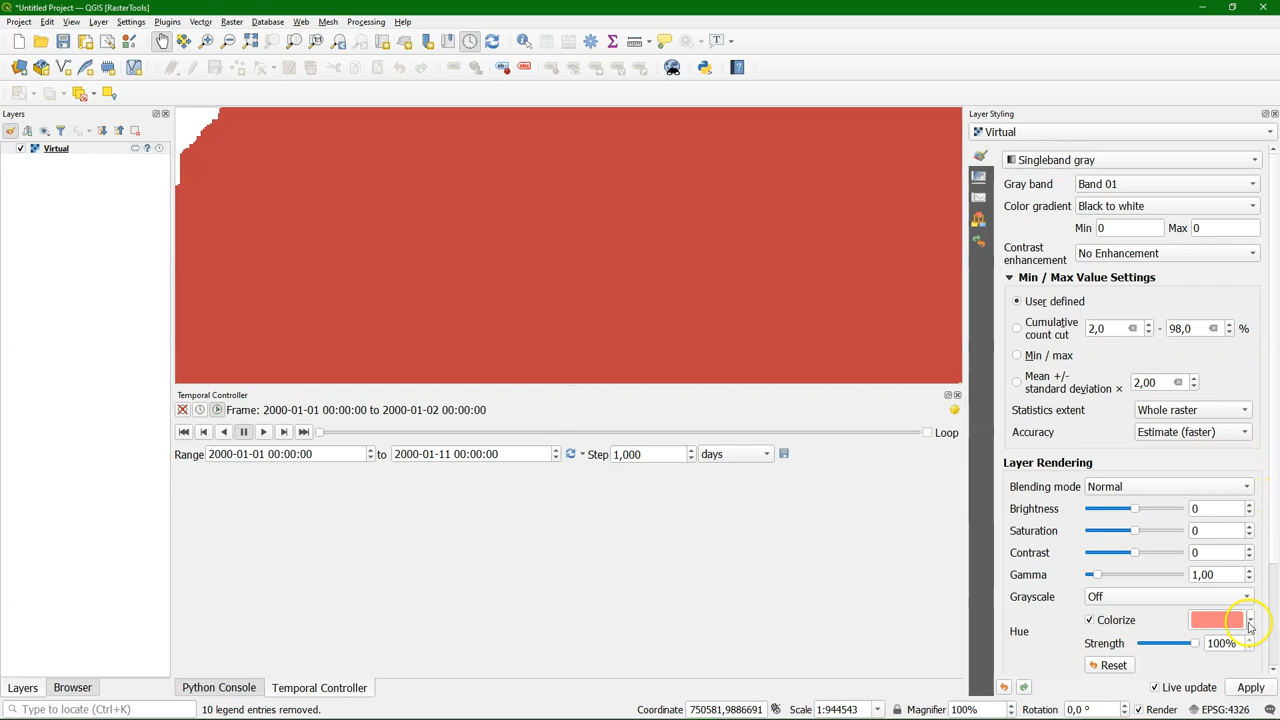 *Untitled Project — QGIS [RasterTools]
Project Edit View Layer Settings Plugins Vector Raster Database Web Mesh Processing Help
Layers
Virtual
Layer Styling
Virtual
Singleband gray
Gray band Band 01
Color gradient Black to white
Min 0 Max 0
Contrast enhancement No Enhancement
Min / Max Value Settings
User defined
Cumulative count cut 2,0 - 98,0 %
Min / max
Mean +/- standard deviation × 2,00
Statistics extent Whole raster
Accuracy Estimate (faster)
Layer Rendering
Blending mode Normal
Brightness 0
Saturation 0
Contrast 0
Gamma 1,00
Grayscale Off
Hue Colorize
Strength 100%
Reset
Live update Apply
Temporal Controller
Frame: 2000-01-01 00:00:00 to 2000-01-02 00:00:00
Loop
Range 2000-01-01 00:00:00 to 2000-01-11 00:00:00 Step 1,000 days
Layers Browser Python Console Temporal Controller
Type to locate (Ctrl+K) 10 legend entries removed. Coordinate 750581,9886691 Scale 1:944543 Magnifier 100% Rotation 0,0 ° Render EPSG:4326